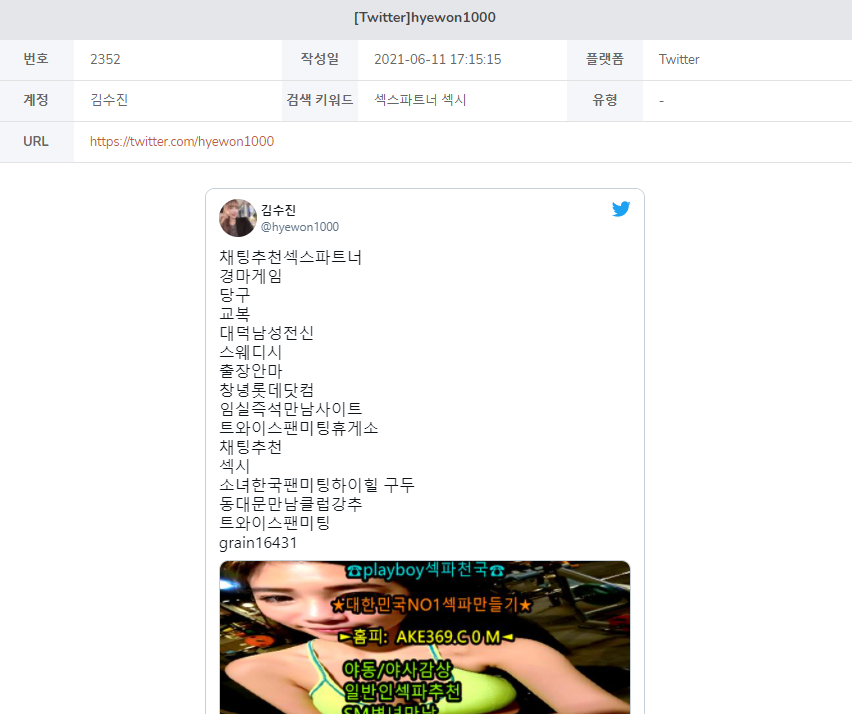 [Twitter]hyewon1000
번호 2352 작성일 2021-06-11 17:15:15 플랫폼 Twitter
계정 김수진 검색 키워드 섹스파트너 섹시 유형 -
URL https://twitter.com/hyewon1000
김수진
@hyewon1000
채팅추천섹스파트너
경마게임
당구
교복
대덕남성전신
스웨디시
출장안마
창녕롯데닷컴
임실즉석만남사이트
트와이스팬미팅휴게소
채팅추천
섹시
소녀한국팬미팅하이힐 구두
동대문만남클럽강추
트와이스팬미팅
grain16431
☎playboy섹파천국☎
★대한민국NO1섹파만들기★
►홈피: AKE369.C 0 M◄
야동/야사감상
일반인섹파추천
SM변녀만남